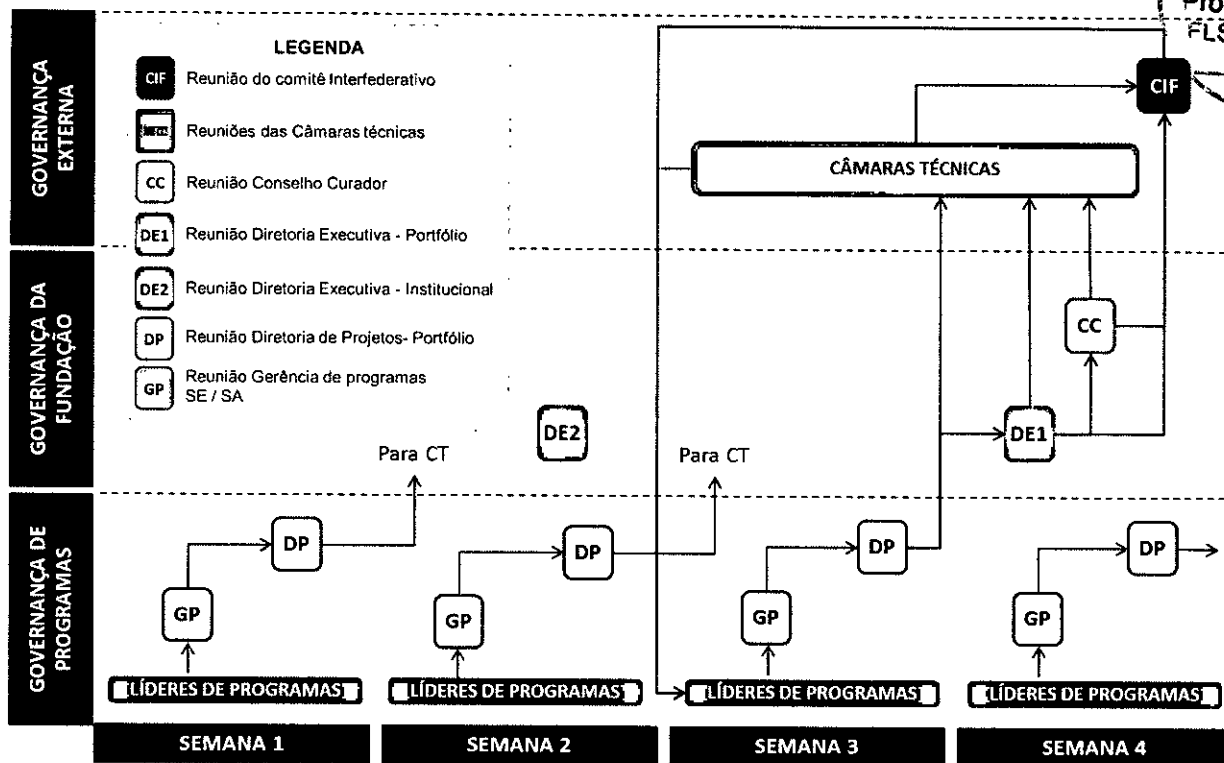 GOVERNANÇA
EXTERNA
LEGENDA
CIF
Reunião do comitê Interfederativo
Reuniões das Câmaras técnicas
CC
Reunião Conselho Curador
DE1
Reunião Diretoria Executiva - Portfólio
DE2
Reunião Diretoria Executiva - Institucional
DP
Reunião Diretoria de Projetos- Portfólio
GP
Reunião Gerência de programas
SE / SA
CIF
CÂMARAS TÉCNICAS
GOVERNANÇA DA
FUNDAÇÃO
CC
DE2
DE1
Para CT
Para CT
GOVERNANÇA DE
PROGRAMAS
DP
DP
DP
DP
GP
GP
GP
GP
LÍDERES DE PROGRAMAS
LÍDERES DE PROGRAMAS
LÍDERES DE PROGRAMAS
LÍDERES DE PROGRAMAS
SEMANA 1
SEMANA 2
SEMANA 3
SEMANA 4